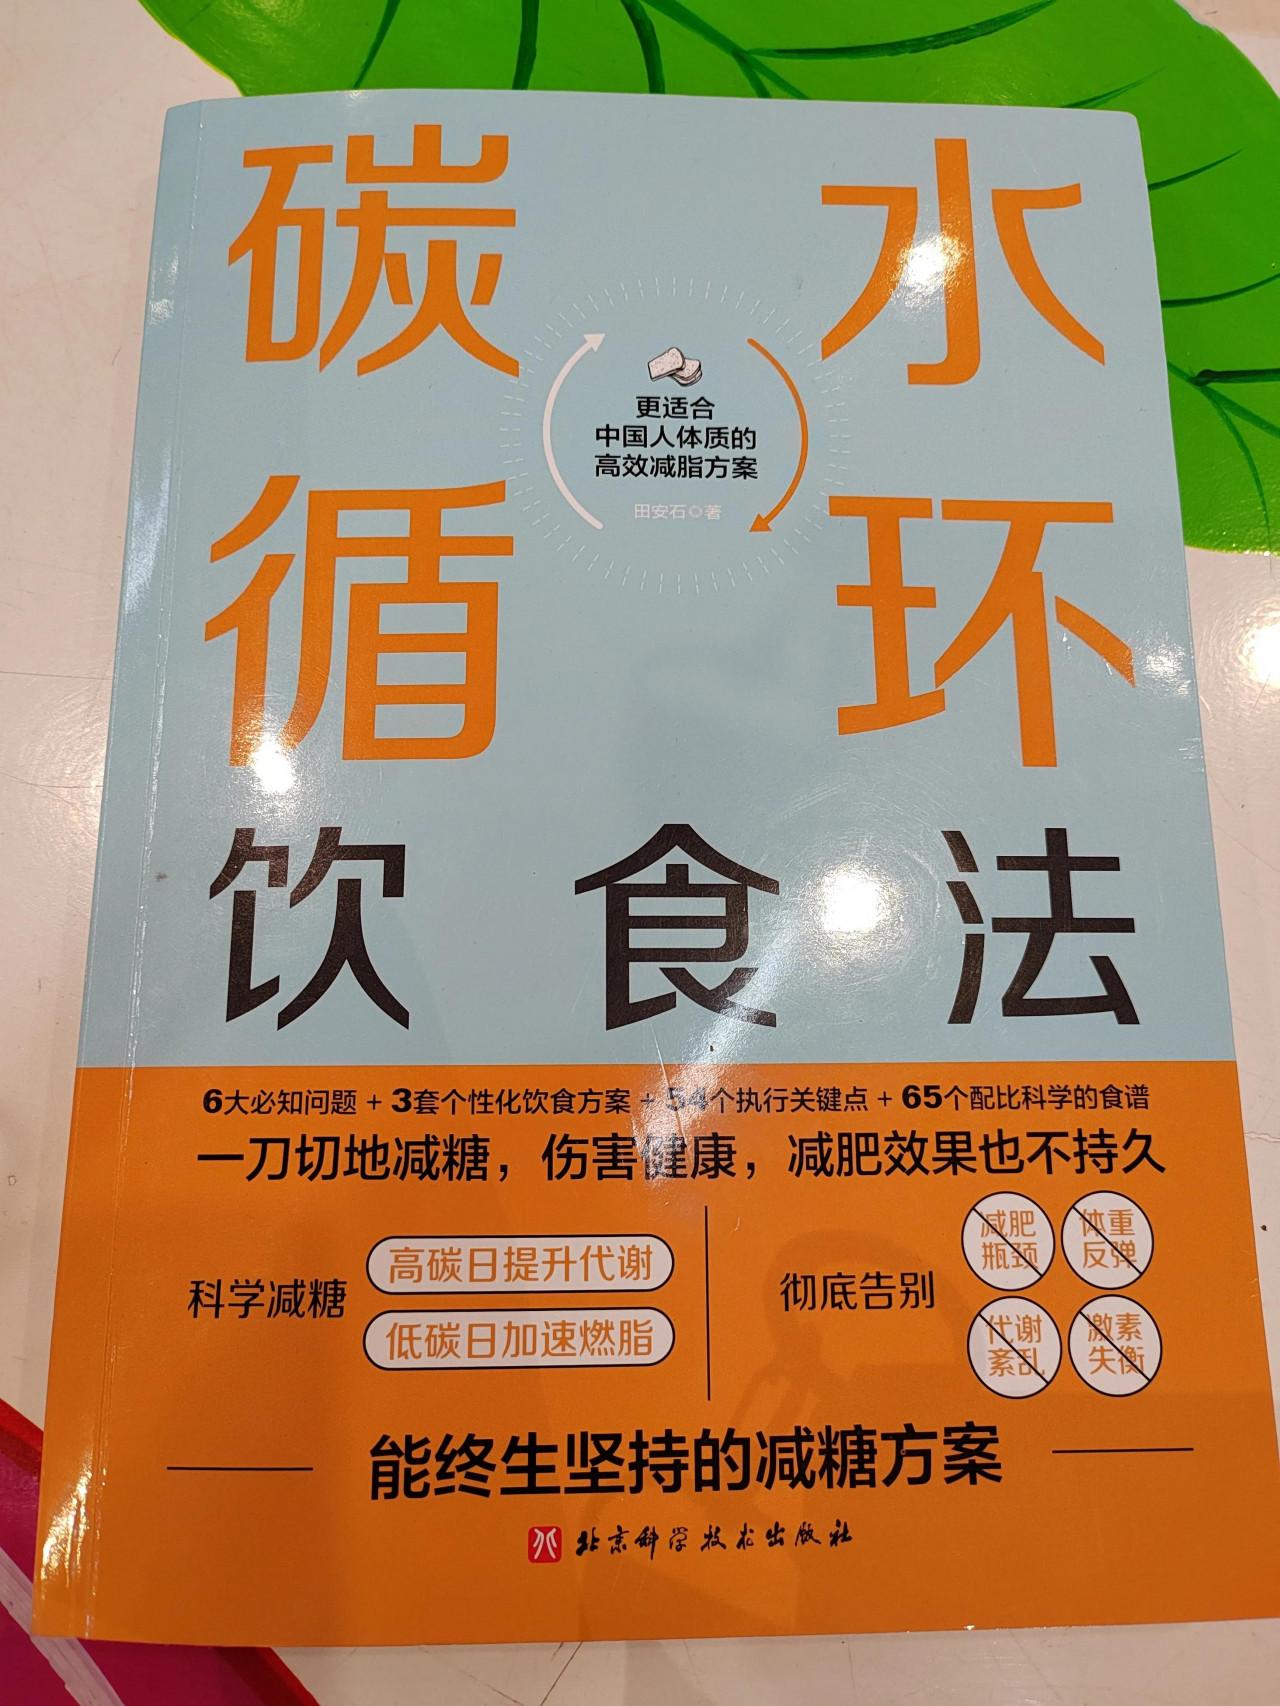 碳水
更适合
中国人体质的
高效减脂方案
田安石 著
循环
饮食法
6大必知问题 + 3套个性化饮食方案 + 54个执行关键点 + 65个配比科学的食谱
一刀切地减糖，伤害健康，减肥效果也不持久
科学减糖
高碳日提升代谢
低碳日加速燃脂
彻底告别
减肥
瓶颈
体重
反弹
代谢
紊乱
激素
失衡
能终生坚持的减糖方案
北京科学技术出版社